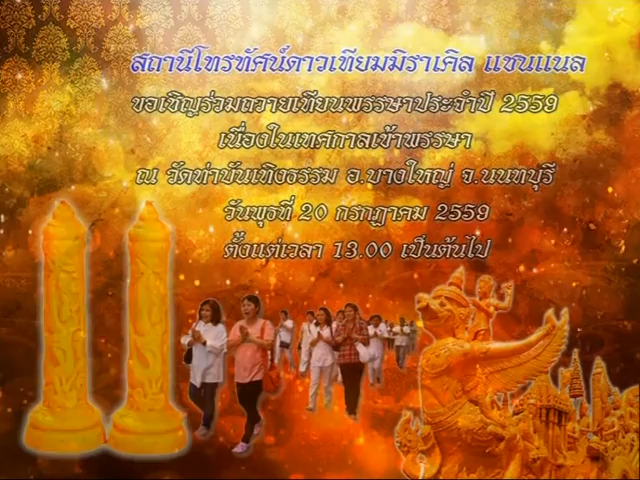 สถานีโทรทัศน์ดาวเทียมมิราเคิล แชนแนล
ขอเชิญร่วมถวายเทียนพรรษาประจำปี 2559
เนื่องในเทศกาลเข้าพรรษา
ณ วัดท่าบันเทิงธรรม อ.บางใหญ่ จ.นนทบุรี
วันพุธที่ 20 กรกฎาคม 2559
ตั้งแต่เวลา 13.00 เป็นต้นไป